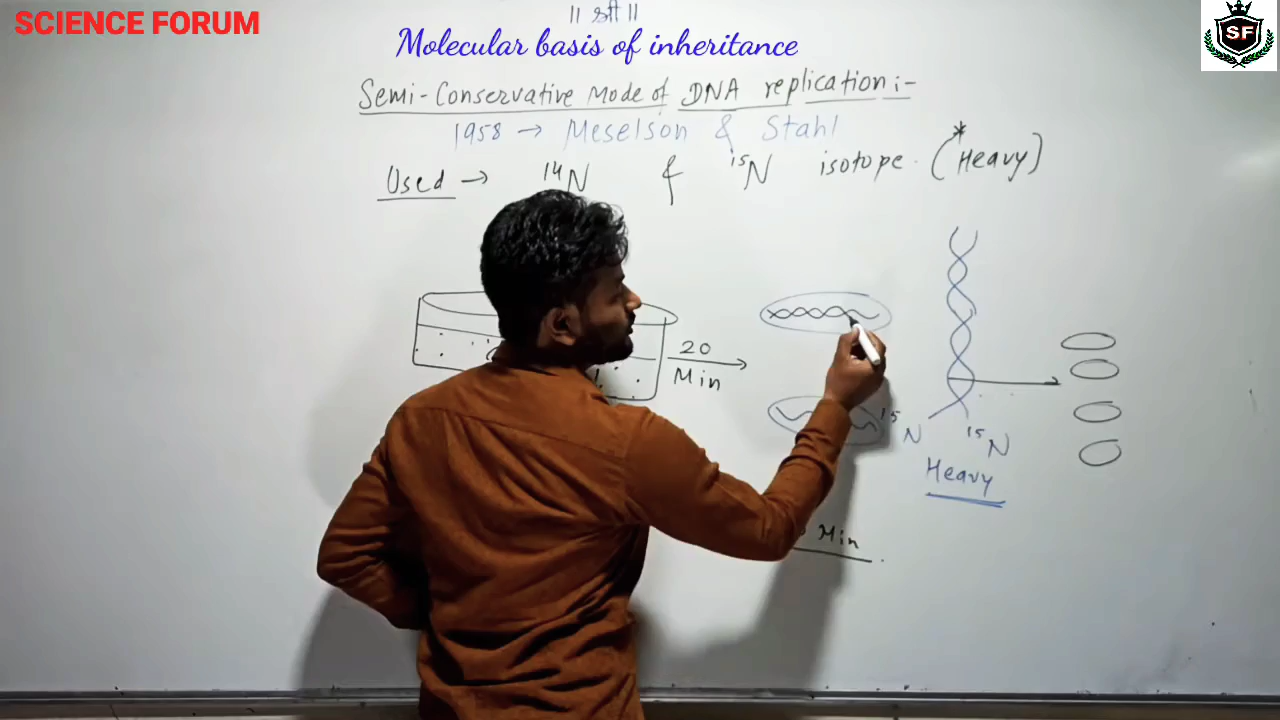 SCIENCE FORUM
॥ श्री ॥
SF
Molecular basis of inheritance
Semi-Conservative Mode of DNA replication :-
1958 → Meselson & Stahl
Used → ¹⁴N & ¹⁵N isotope. (*Heavy)
20
Min
¹⁵N ¹⁵N
Heavy
Min